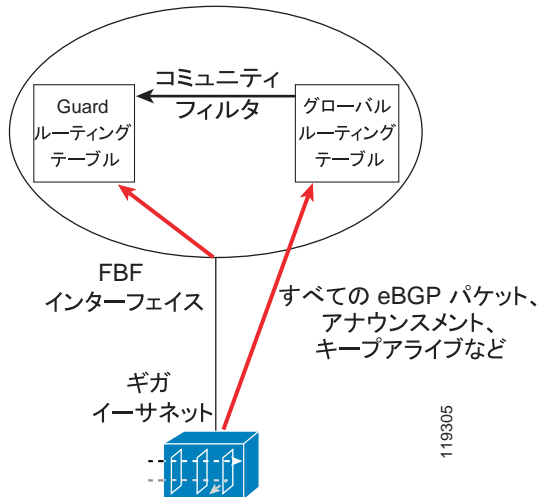 コミュニティ
フィルタ
Guard
ルーティング
テーブル
グローバル
ルーティング
テーブル
FBF
インターフェイス
すべての eBGP パケット、
アナウンスメント、
キープアライブなど
ギガ
イーサネット
119305